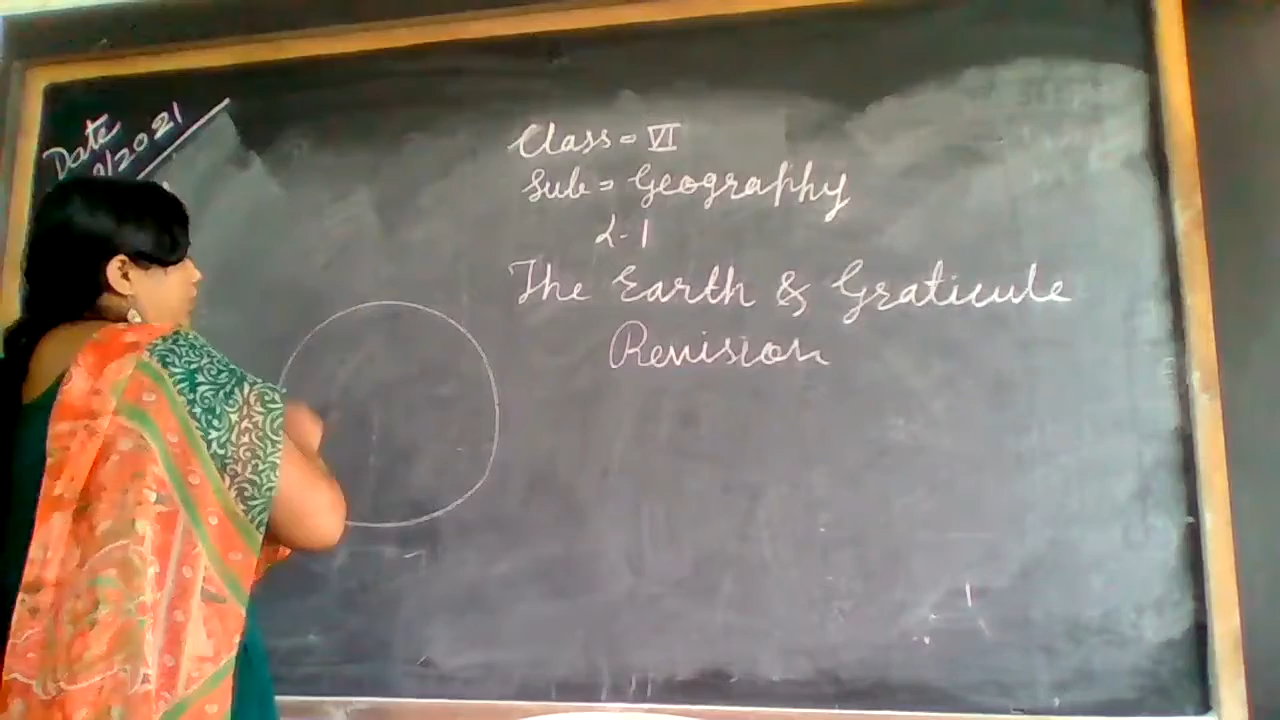 Date
/2021
Class = VI
Sub = Geography
L-1
The Earth & Graticule
Revision